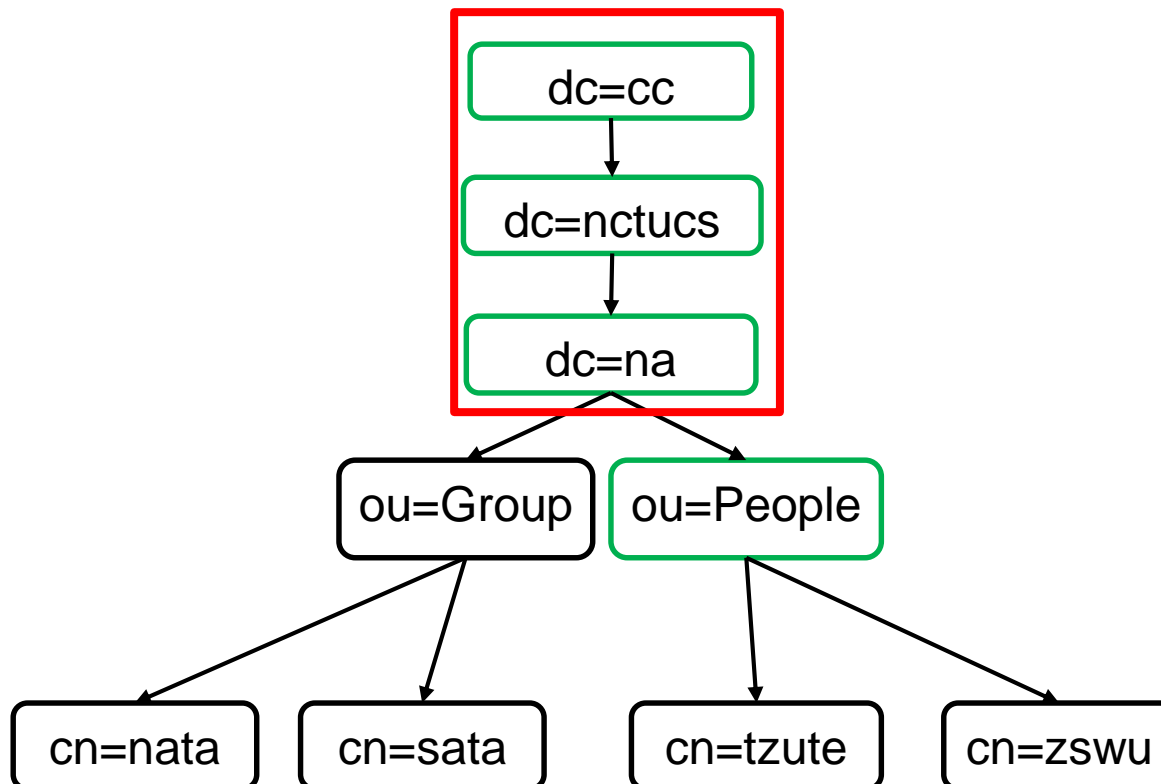 dc=cc
dc=nctucs
dc=na
ou=Group
ou=People
cn=nata
cn=sata
cn=tzute
cn=zswu